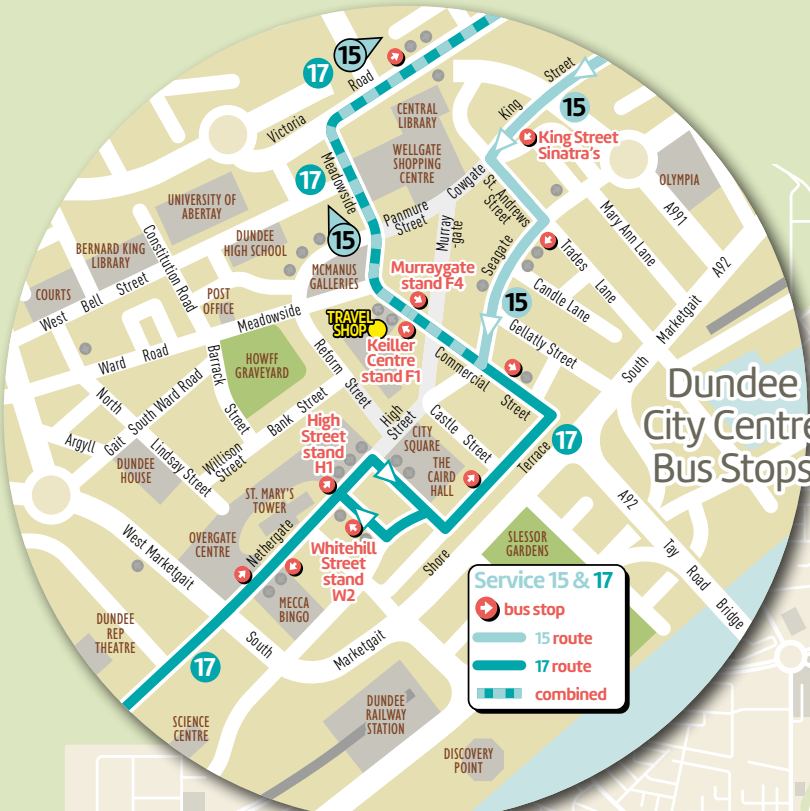 15
17
Victoria
Road
CENTRAL
LIBRARY
WELLGATE
SHOPPING
CENTRE
King
Street
15
King Street
Sinatra's
OLYMPIA
17
Meadowside
UNIVERSITY OF
ABERTAY
Cowgate
St. Andrews
Street
Panmure
Street
Murray
-gate
Mary Ann Lane
A991
15
DUNDEE
HIGH SCHOOL
BERNARD KING
LIBRARY
Constitution Road
MCMANUS
GALLERIES
Murraygate
stand F4
Seagate
Trades
Lane
A92
COURTS
West Bell Street
POST
OFFICE
Meadowside
TRAVEL
SHOP
Keiller
Centre
stand F1
15
Candle Lane
Gellatly Street
South
Marketgait
Ward Road
Barrack
Street
HOWFF
GRAVEYARD
Reform
Street
Commercial
Street
Dundee
City Centre
Bus Stops
North
Lindsay Street
South Ward Road
Argyll
Gait
Willison
Street
Bank Street
High
Street
High
Street
stand
H1
CITY
SQUARE
THE
CAIRD
HALL
Castle
Street
17
Terrace
DUNDEE
HOUSE
ST. MARY'S
TOWER
OVERGATE
CENTRE
Nethergate
Whitehill
Street
stand
W2
Shore
SLESSOR
GARDENS
A92
Tay Road Bridge
West Marketgait
MECCA
BINGO
South
Marketgait
DUNDEE
REP
THEATRE
17
SCIENCE
CENTRE
DUNDEE
RAILWAY
STATION
DISCOVERY
POINT
Service 15 & 17
bus stop
15 route
17 route
combined